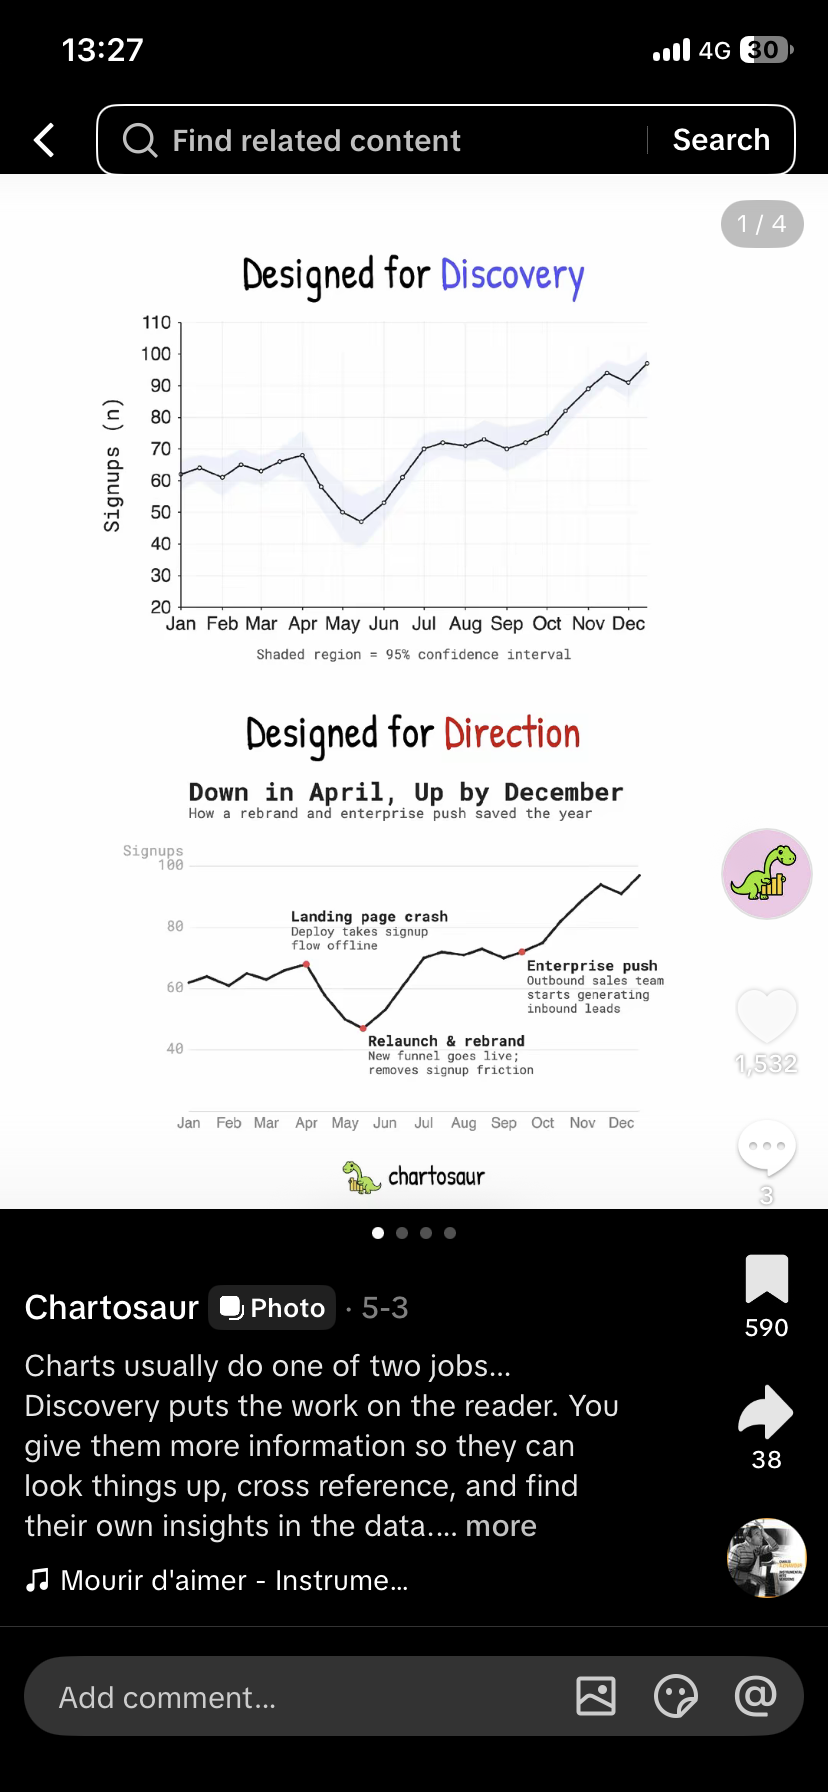 13:27
4G 30
Find related content
Search
1 / 4
Designed for Discovery
110
100
90
80
70
60
50
40
30
20
Signups (n)
Jan Feb Mar Apr May Jun Jul Aug Sep Oct Nov Dec
Shaded region = 95% confidence interval
Designed for Direction
Down in April, Up by December
How a rebrand and enterprise push saved the year
Signups
100
80
60
40
Landing page crash
Deploy takes signup
flow offline
Enterprise push
Outbound sales team
starts generating
inbound leads
Relaunch & rebrand
New funnel goes live;
removes signup friction
Jan Feb Mar Apr May Jun Jul Aug Sep Oct Nov Dec
chartosaur
1,532
3
590
38
Chartosaur Photo · 5-3
Charts usually do one of two jobs...
Discovery puts the work on the reader. You
give them more information so they can
look things up, cross reference, and find
their own insights in the data.... more
Mourir d'aimer - Instrume...
Add comment...